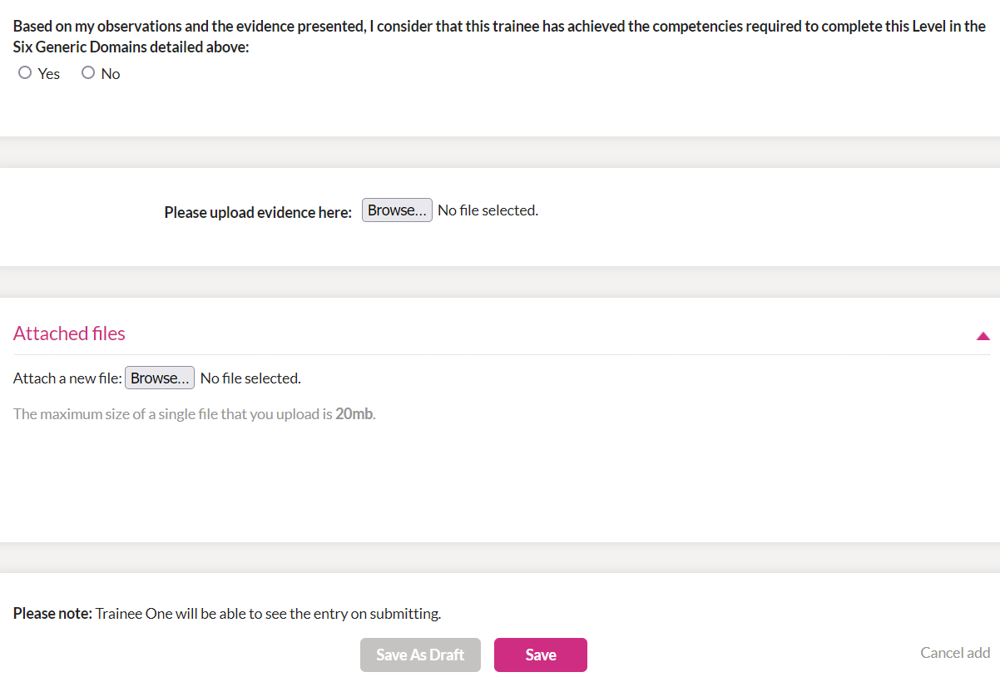 Based on my observations and the evidence presented, I consider that this trainee has achieved the competencies required to complete this Level in the
Six Generic Domains detailed above:
Yes No
Please upload evidence here: Browse... No file selected.
Attached files
Attach a new file: Browse... No file selected.
The maximum size of a single file that you upload is 20mb.
Please note: Trainee One will be able to see the entry on submitting.
Save As Draft Save Cancel add